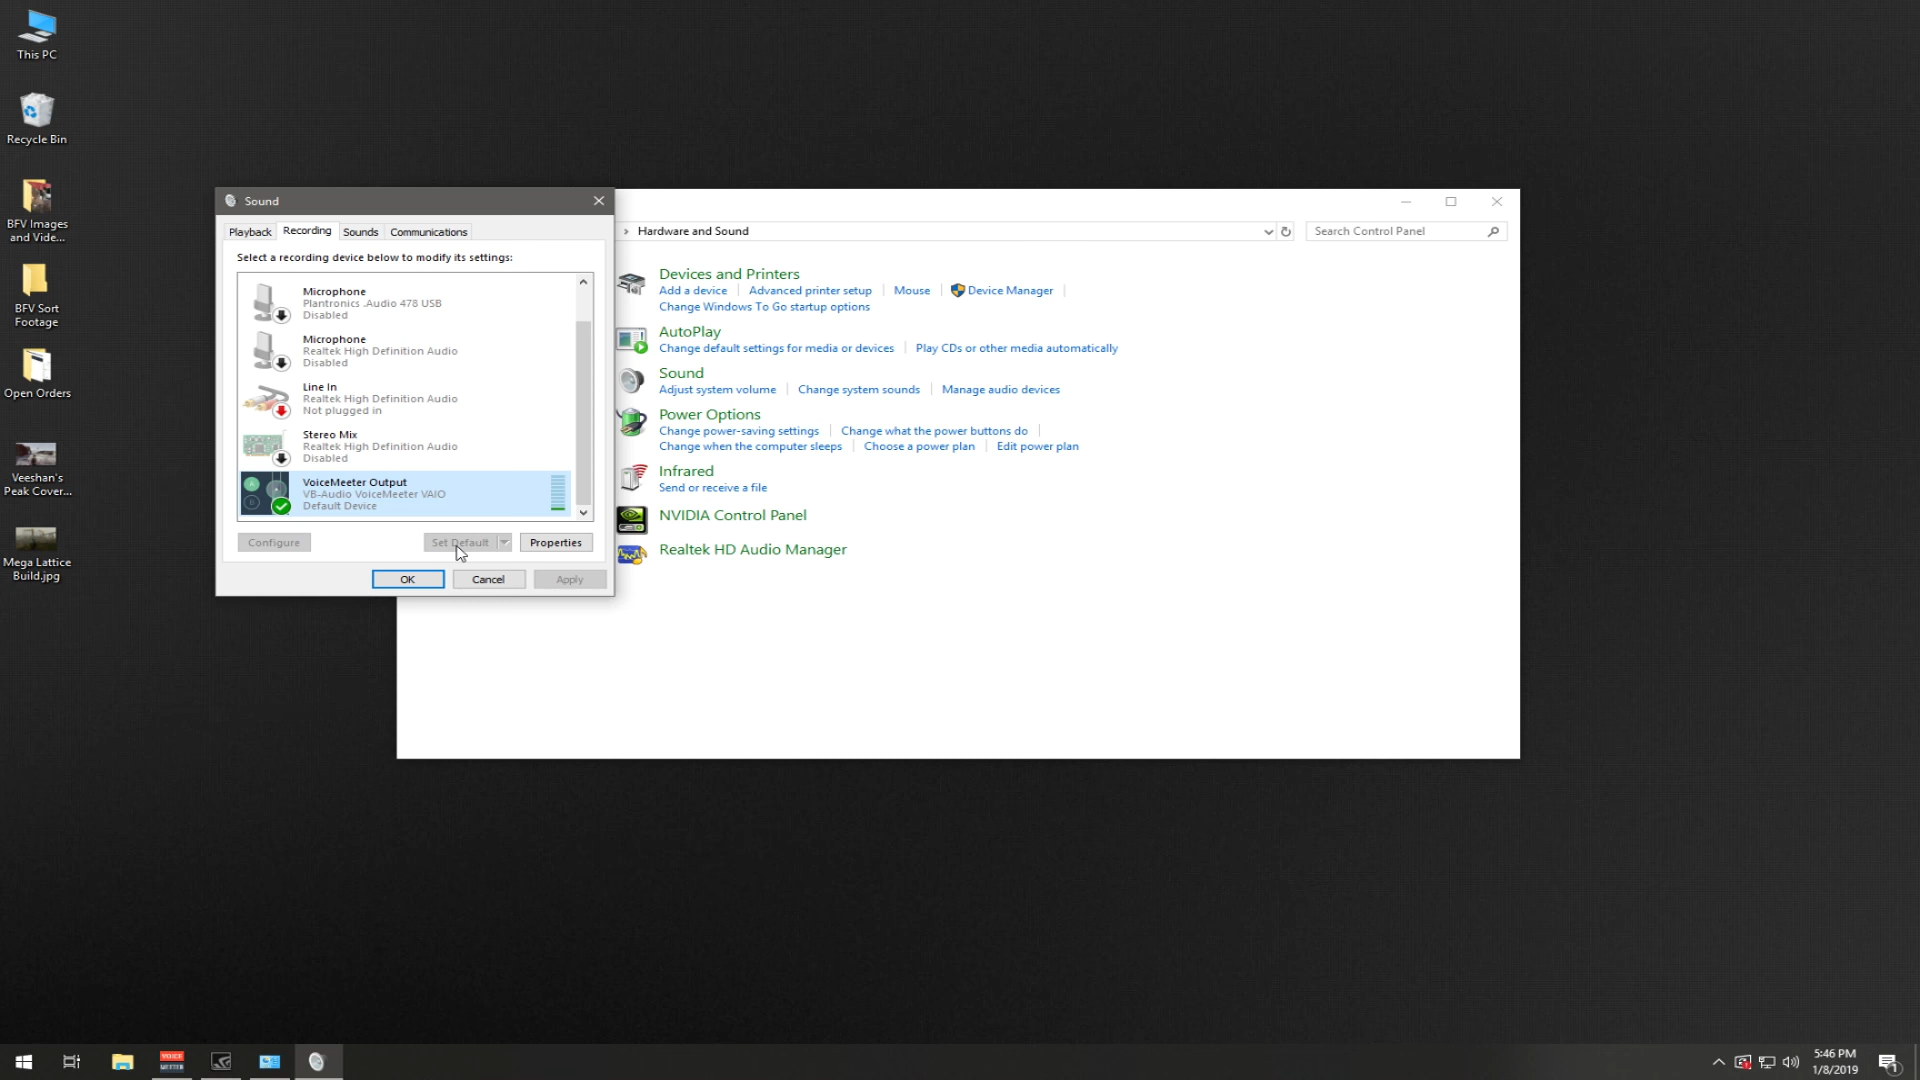 This PC
Recycle Bin
BFV Images
and Vide...
BFV Sort
Footage
Open Orders
Veeshan's
Peak Cover...
Mega Lattice
Build.jpg
Sound
Playback
Recording
Sounds
Communications
Select a recording device below to modify its settings:
Microphone
Plantronics .Audio 478 USB
Disabled
Microphone
Realtek High Definition Audio
Disabled
Line In
Realtek High Definition Audio
Not plugged in
Stereo Mix
Realtek High Definition Audio
Disabled
VoiceMeeter Output
VB-Audio VoiceMeeter VAIO
Default Device
Configure
Set Default
Properties
OK
Cancel
Apply
Hardware and Sound
Search Control Panel
Devices and Printers
Add a device
Advanced printer setup
Mouse
Device Manager
Change Windows To Go startup options
AutoPlay
Change default settings for media or devices
Play CDs or other media automatically
Sound
Adjust system volume
Change system sounds
Manage audio devices
Power Options
Change power-saving settings
Change what the power buttons do
Change when the computer sleeps
Choose a power plan
Edit power plan
Infrared
Send or receive a file
NVIDIA Control Panel
Realtek HD Audio Manager
VOICE
MEETER
5:46 PM
1/8/2019
1